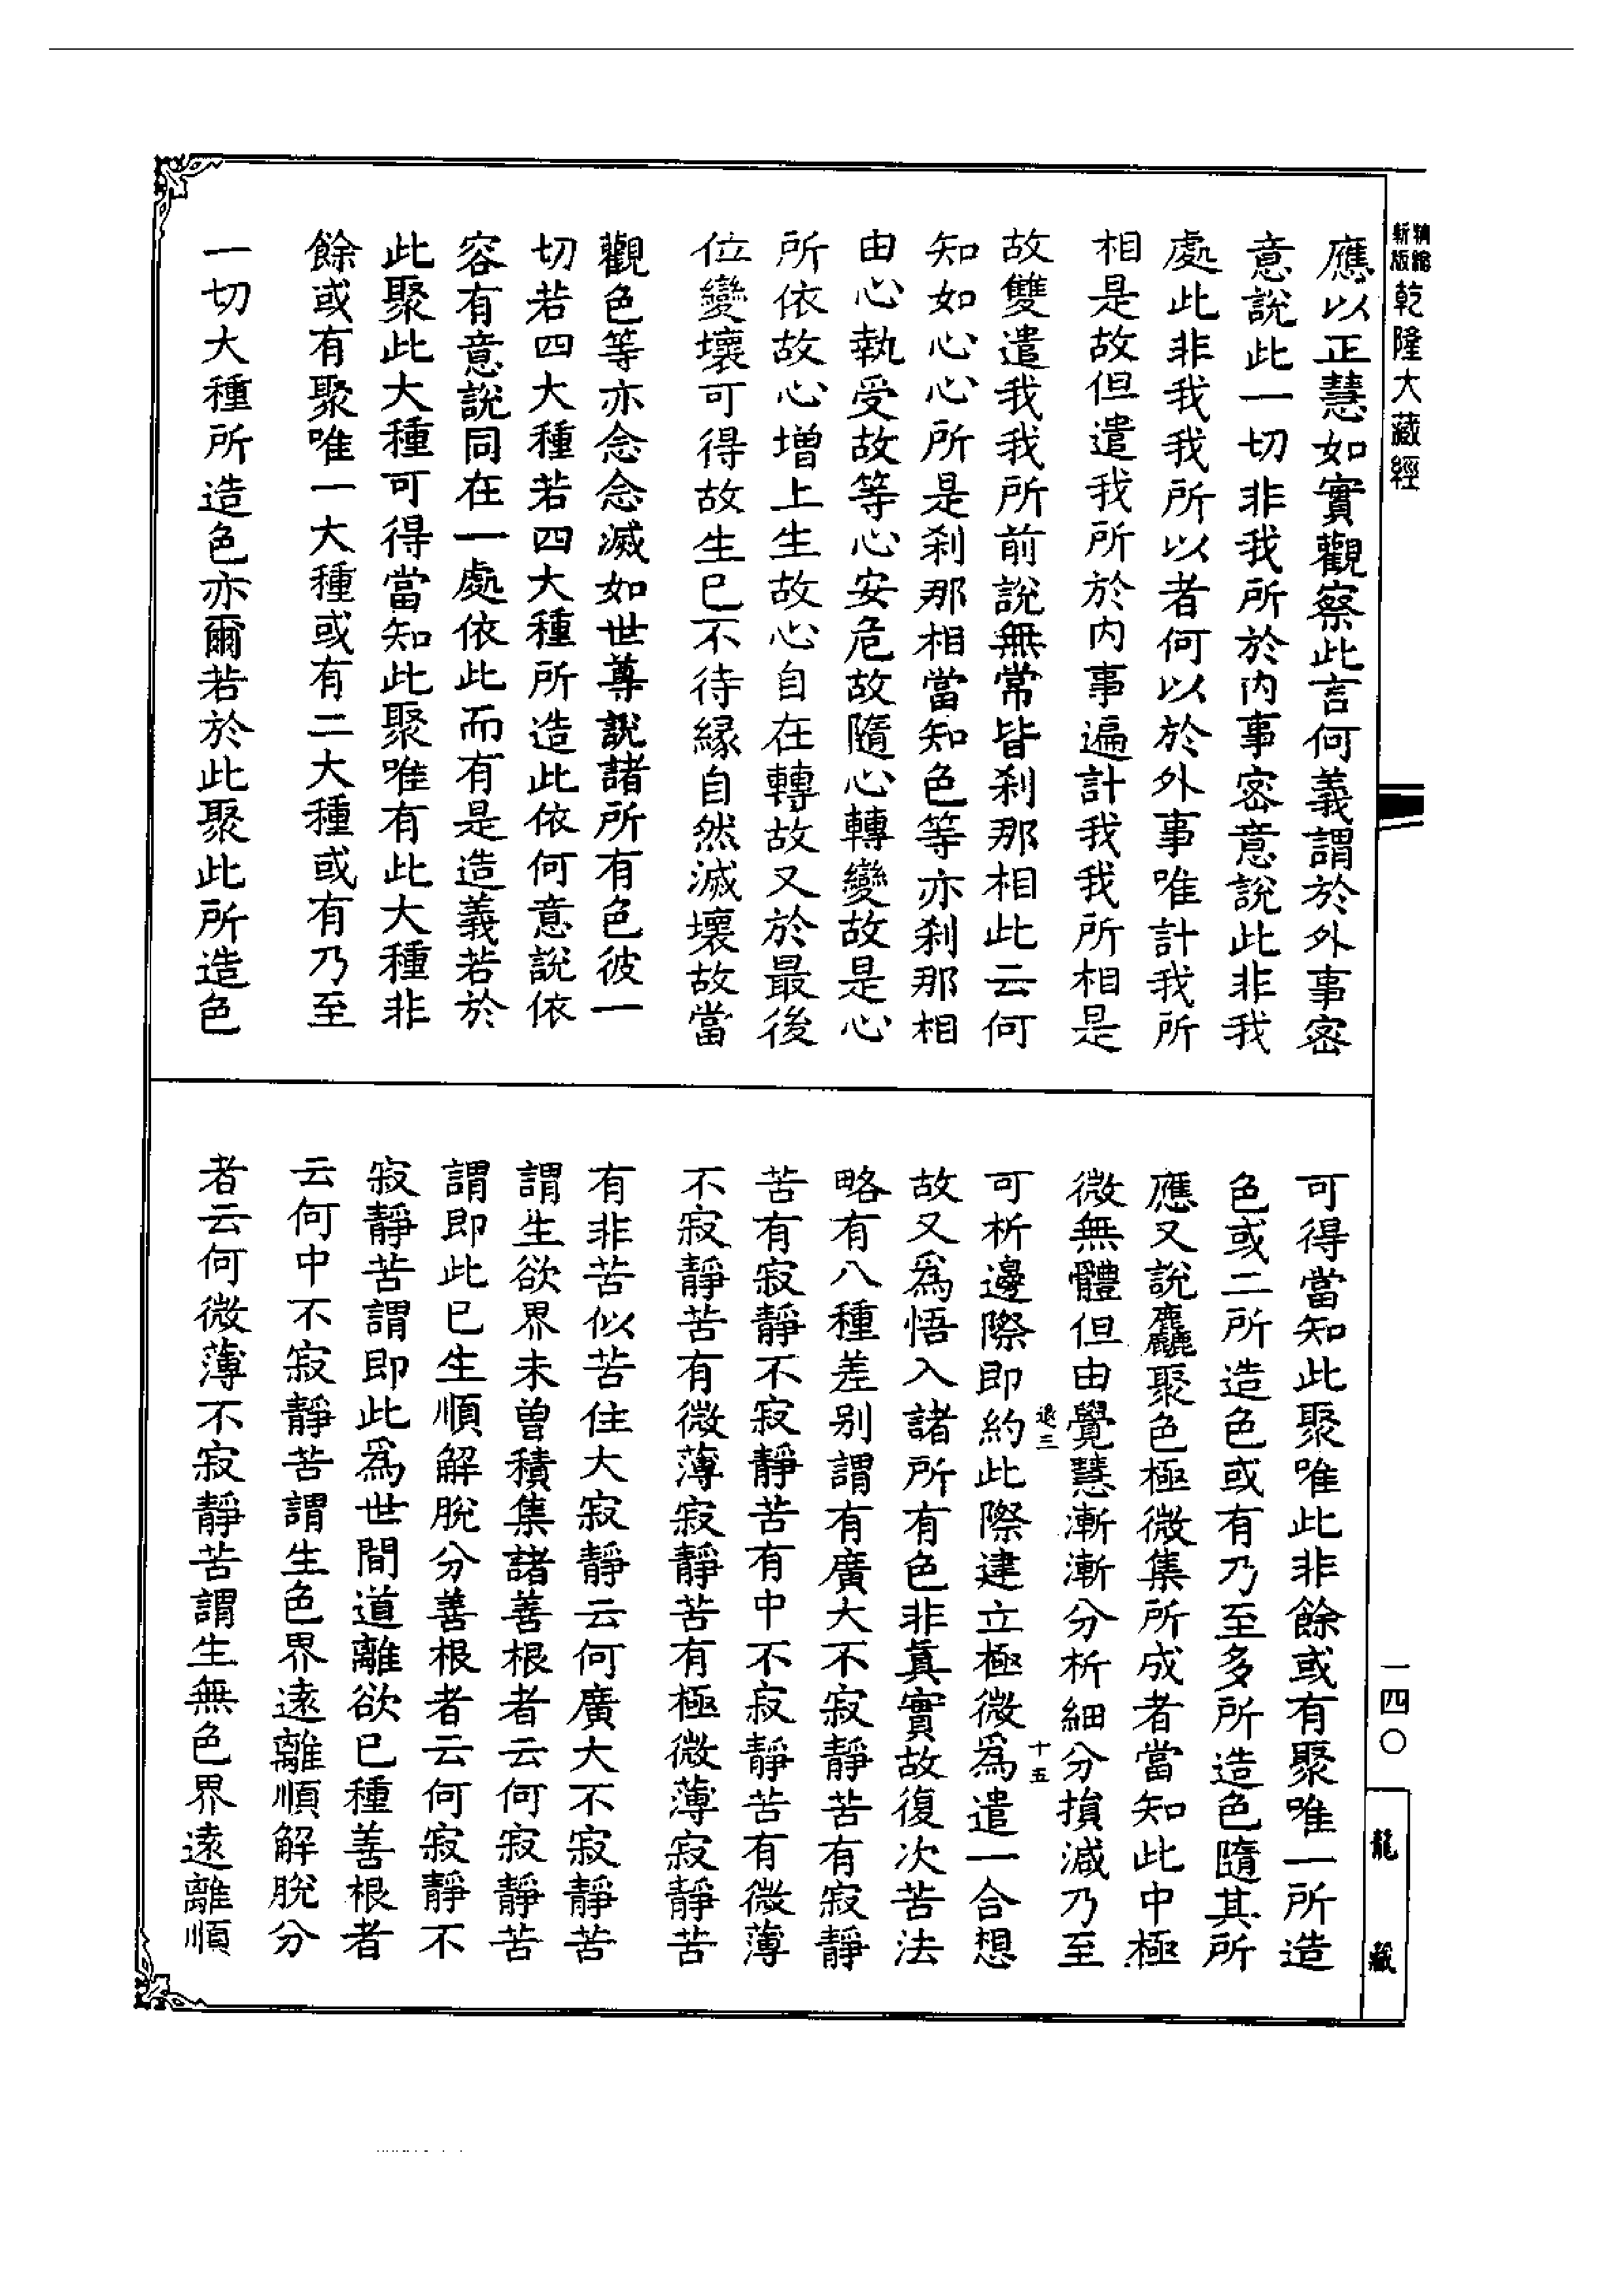 精縮
新版
乾隆大藏經
應以正慧如實觀察此言何義謂於外事密
意說此一切非我所於內事密意說此非我
處此非我我所以者何以於外事唯計我所
相是故但遣我所於内事遍計我我所相是
故雙遣我我所前說無常皆剎那相此云何
知如心心所是剎那相當知色等亦剎那相
由心執受故等心安危故隨心轉變故是心
所依故心增上生故心自在轉故又於最後
位變壞可得故生已不待緣自然滅壞故當
觀色等亦念念滅如世尊說諸所有色彼一
切若四大種若四大種所造此依何意說依
容有意說同在一處依此而有是造義若於
此聚此大種可得當知此聚唯有此大種非
餘或有聚唯一大種或有二大種或有乃至
一切大種所造色亦爾若於此聚此所造色
可得當知此聚唯此非餘或有聚唯一所造
色或二所造色或有乃至多所造色隨其所
應又說麤聚色極微集所成者當知此中極
微無體但由覺慧漸漸分析細分損減乃至
可析邊際即約此際建立極微為遣一合想
退三
十五
故又為悟入諸所有色非真實故復次苦法
略有八種差別謂有廣大不寂靜苦有寂靜
苦有寂靜不寂靜苦有中不寂靜苦有微薄
不寂靜苦有微薄寂靜苦有極微薄寂靜苦
有非苦似苦住大寂靜云何廣大不寂靜苦
謂生欲界未曾積集諸善根者云何寂靜苦
謂即此已生順解脫分善根者云何寂靜不
寂靜苦謂即此為世間道離欲已種善根者
云何中不寂靜苦謂生色界遠離順解脫分
者云何微薄不寂靜苦謂生無色界遠離順
一四〇
龍藏